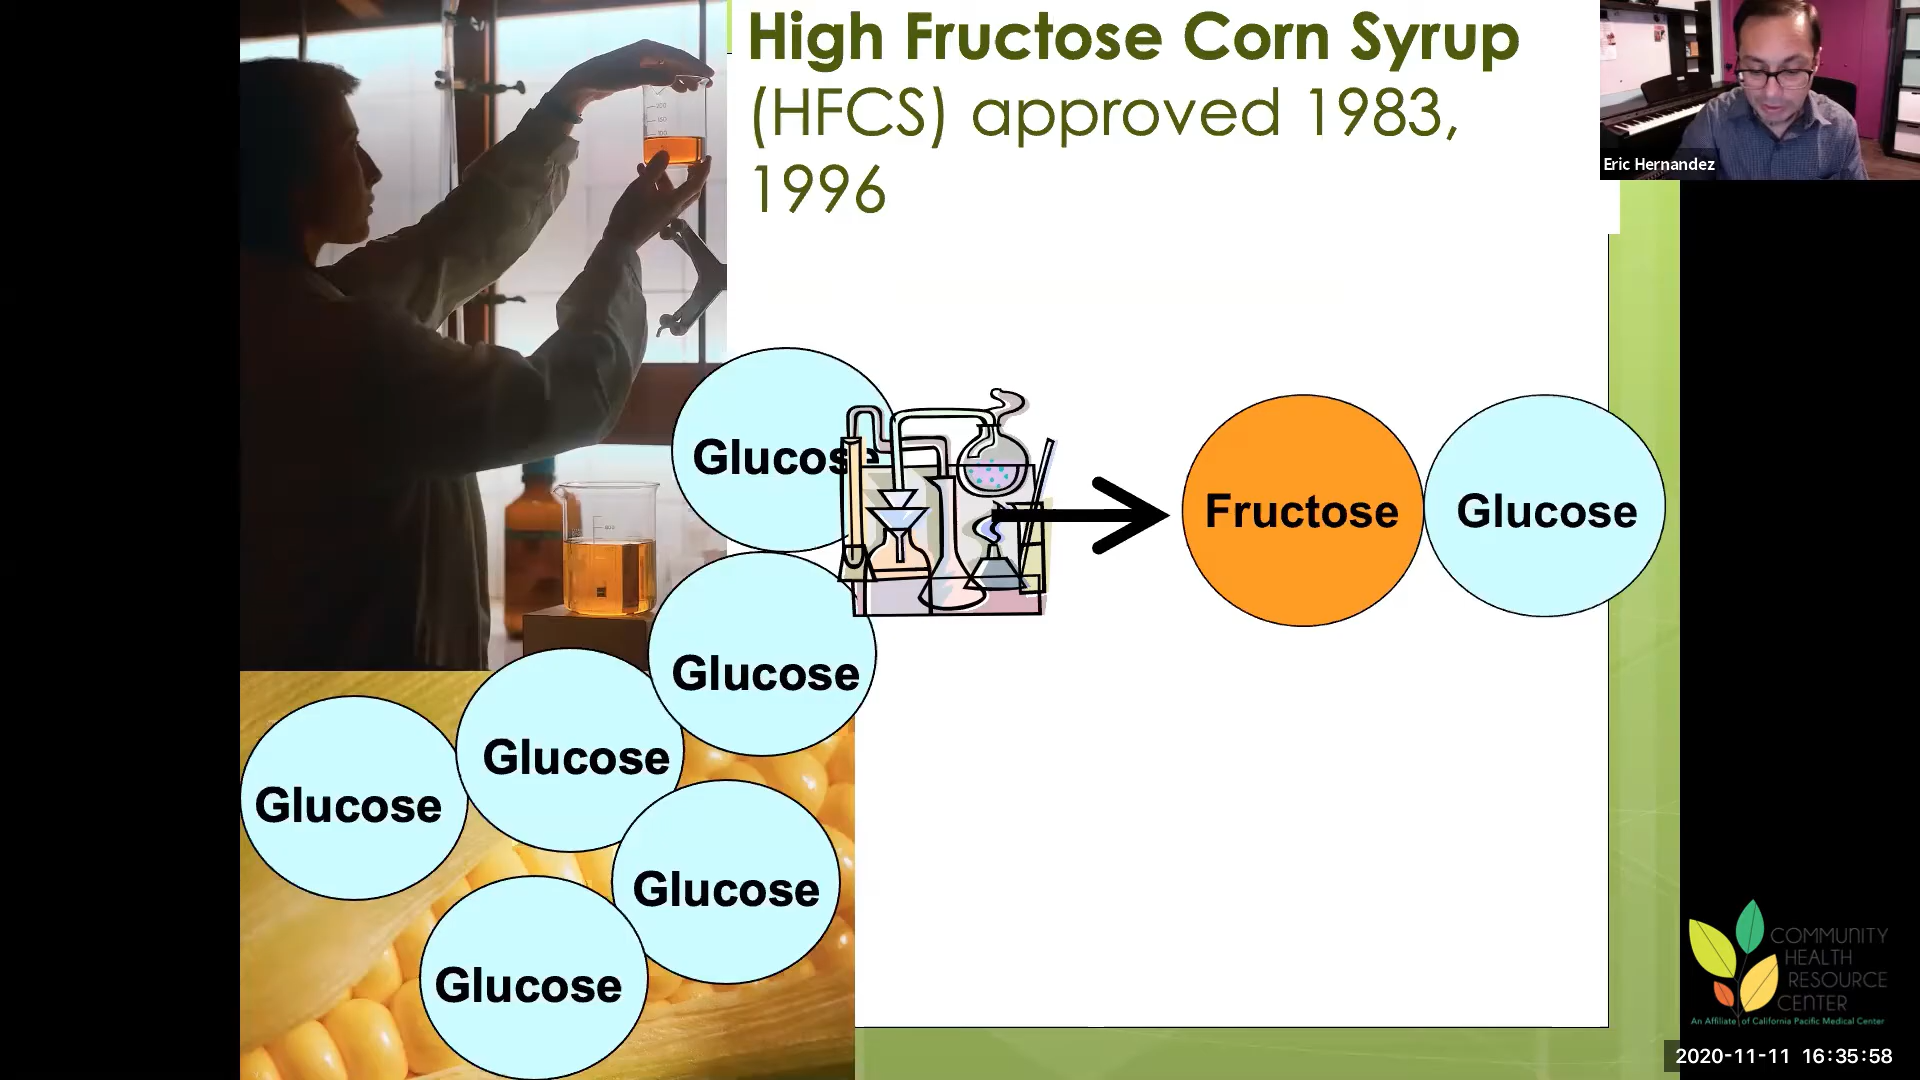 High Fructose Corn Syrup
(HFCS) approved 1983,
1996
Eric Hernandez
Glucose
Fructose
Glucose
Glucose
Glucose
Glucose
Glucose
Glucose
COMMUNITY
HEALTH
RESOURCE
CENTER
An Affiliate of California Pacific Medical Center
2020-11-11 16:35:58